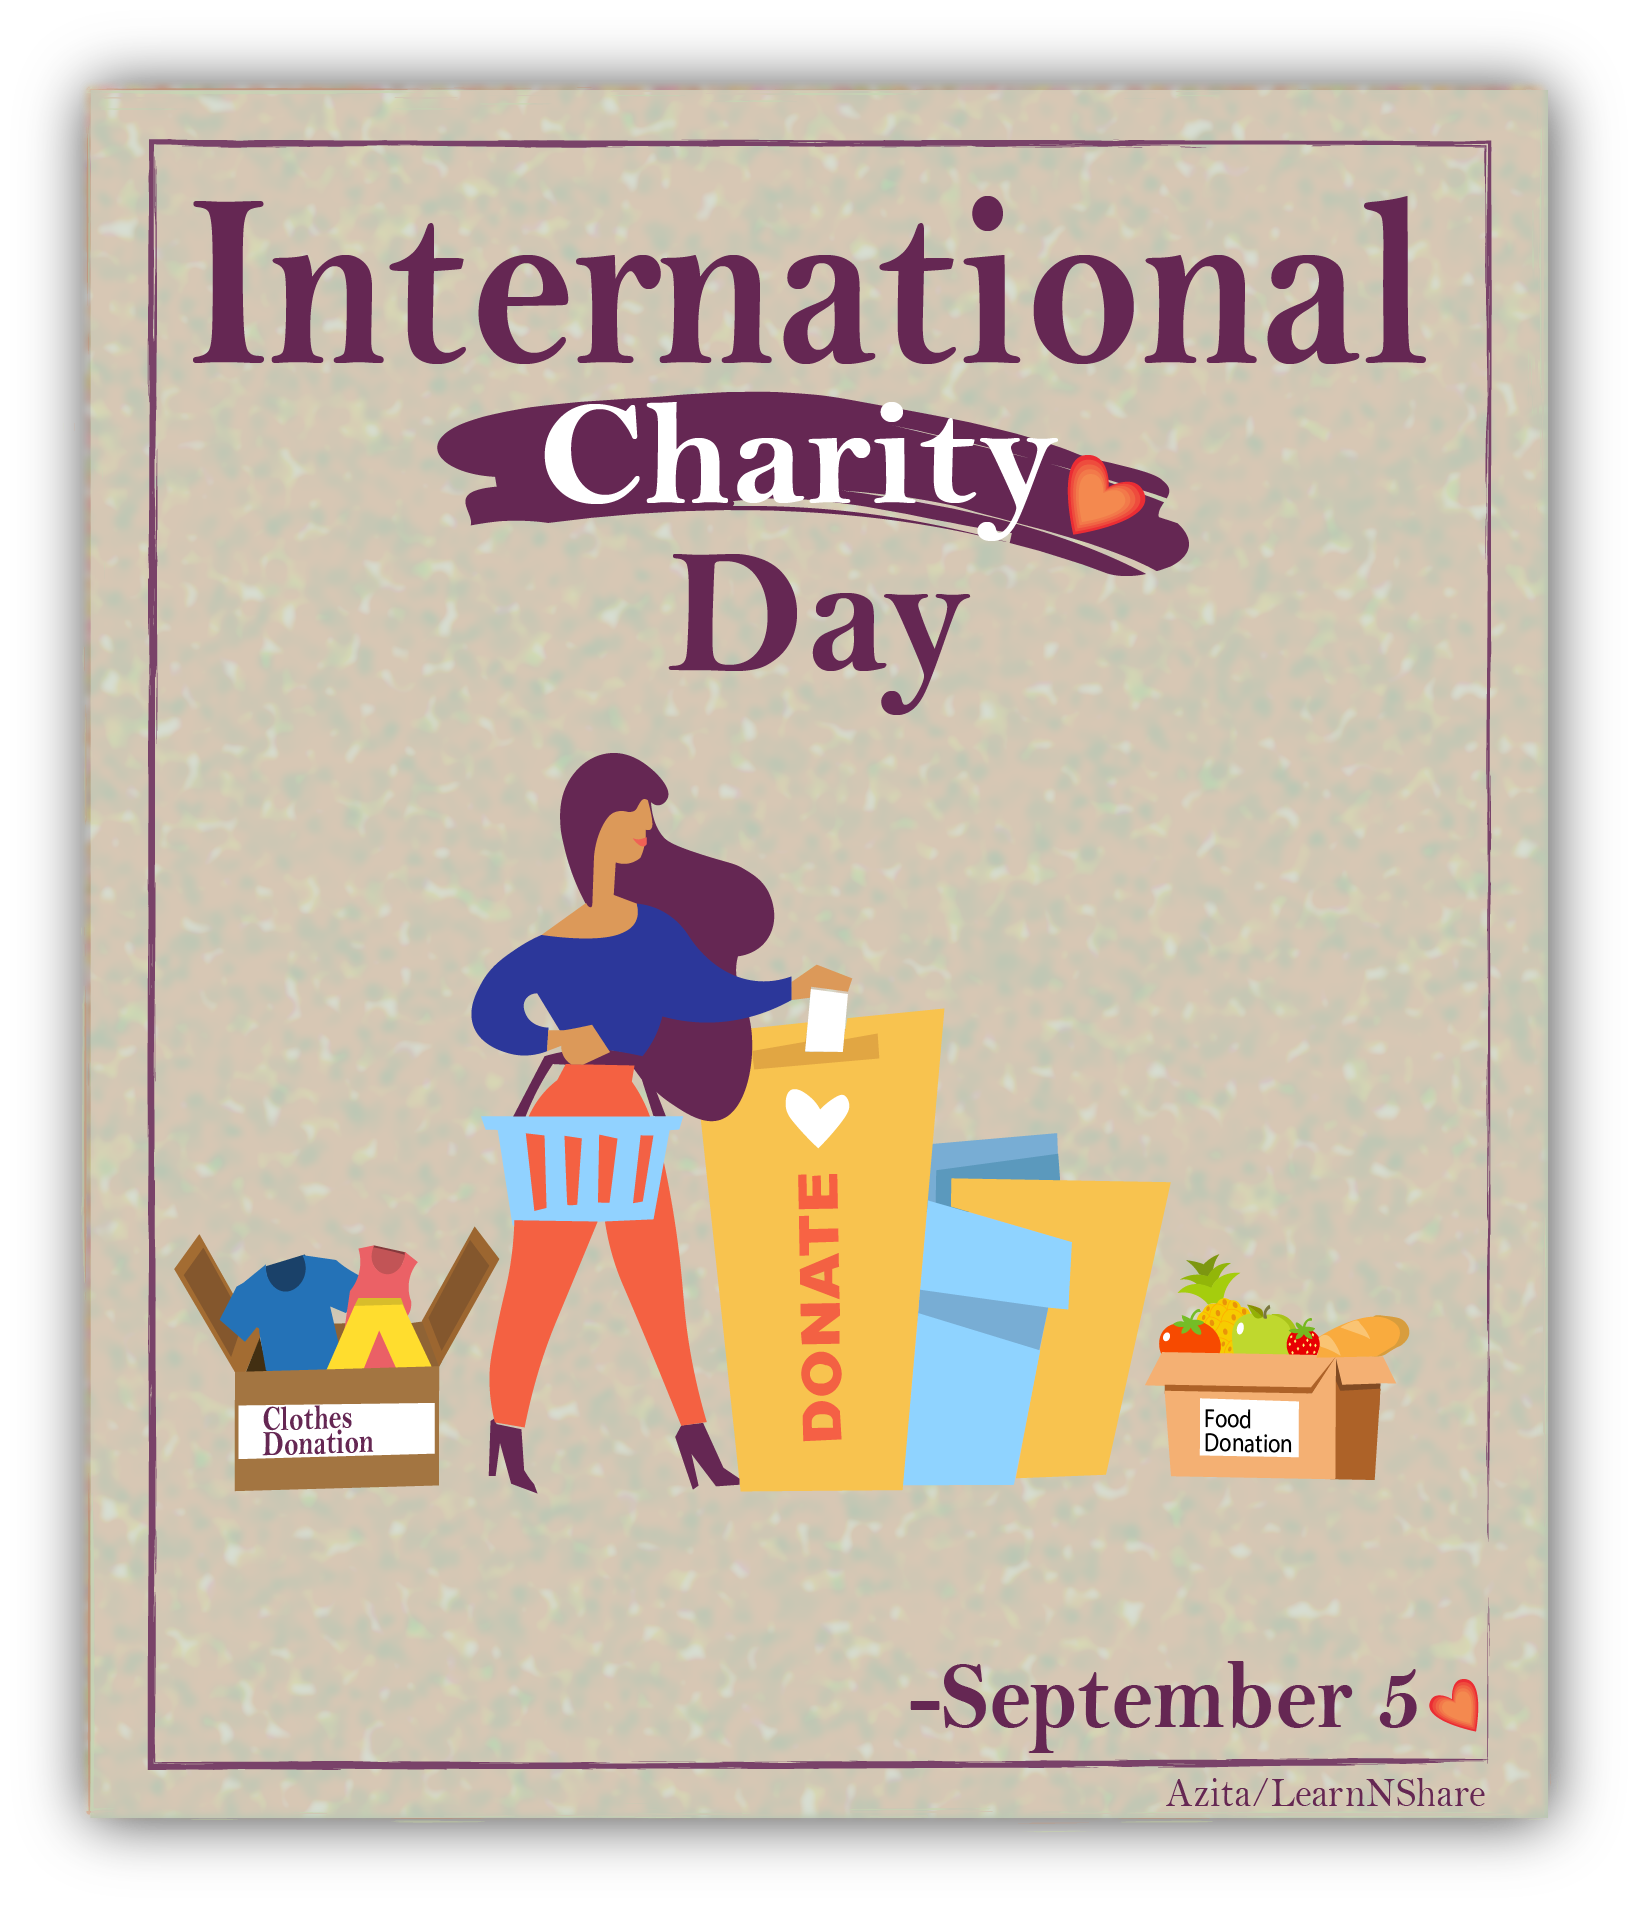 International
Charity
Day
DONATE
Clothes
Donation
Food
Donation
-September 5
Azita/LearnNShare